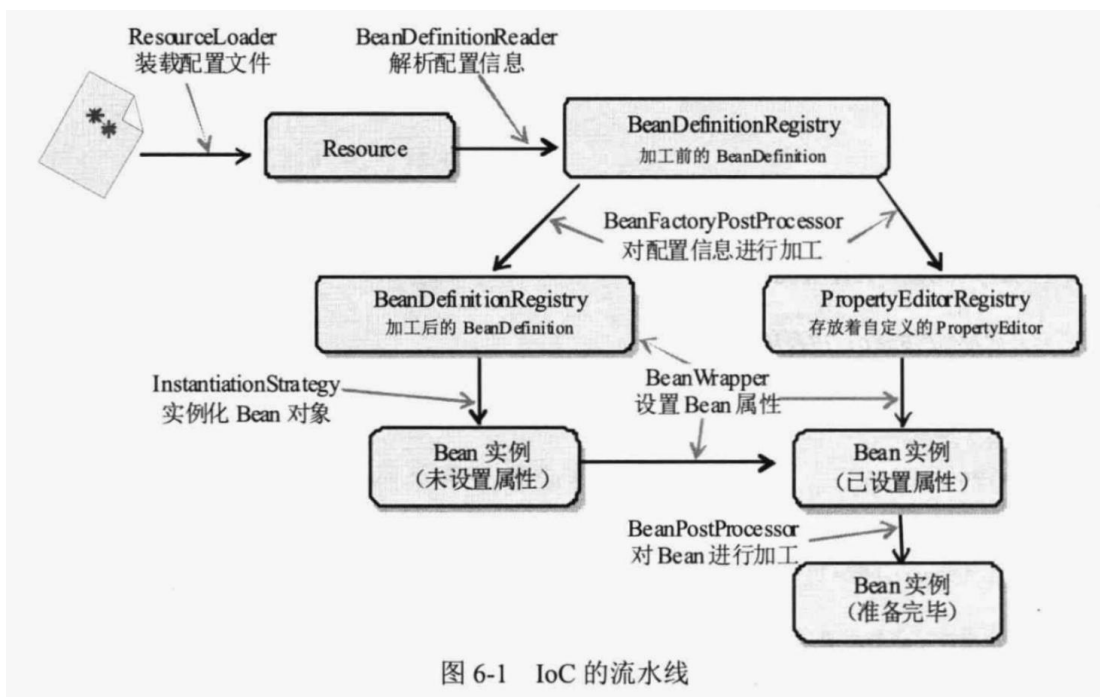 ResourceLoader
装载配置文件
BeanDefinitionReader
解析配置信息
Resource
BeanDefinitionRegistry
加工前的 BeanDefinition
BeanFactoryPostProcessor
对配置信息进行加工
BeanDefinitionRegistry
加工后的 BeanDefinition
PropertyEditorRegistry
存放着自定义的 PropertyEditor
InstantiationStrategy
实例化 Bean 对象
BeanWrapper
设置 Bean 属性
Bean 实例
（未设置属性）
Bean 实例
（已设置属性）
BeanPostProcessor
对 Bean 进行加工
Bean 实例
（准备完毕）
图 6-1 IoC 的流水线